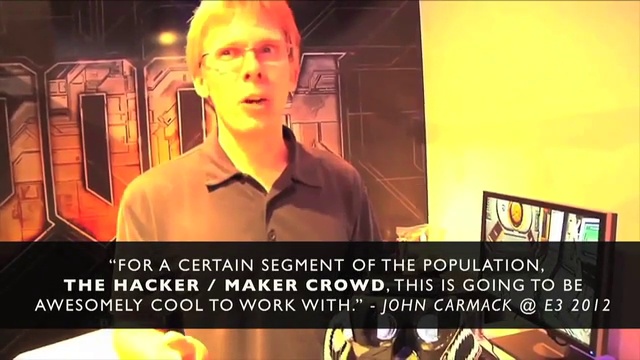 DOOM
“FOR A CERTAIN SEGMENT OF THE POPULATION,
THE HACKER / MAKER CROWD, THIS IS GOING TO BE
AWESOMELY COOL TO WORK WITH.” - JOHN CARMACK @ E3 2012